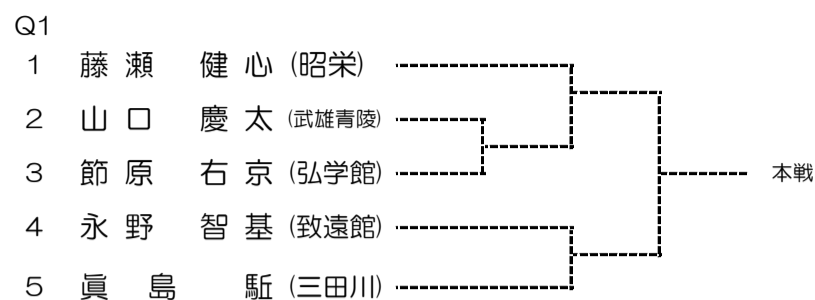 Q1
1 藤瀬 健心 (昭栄)
2 山口 慶太 (武雄青陵)
3 節原 右京 (弘学館)
本戦
4 永野 智基 (致遠館)
5 眞島 駈 (三田川)